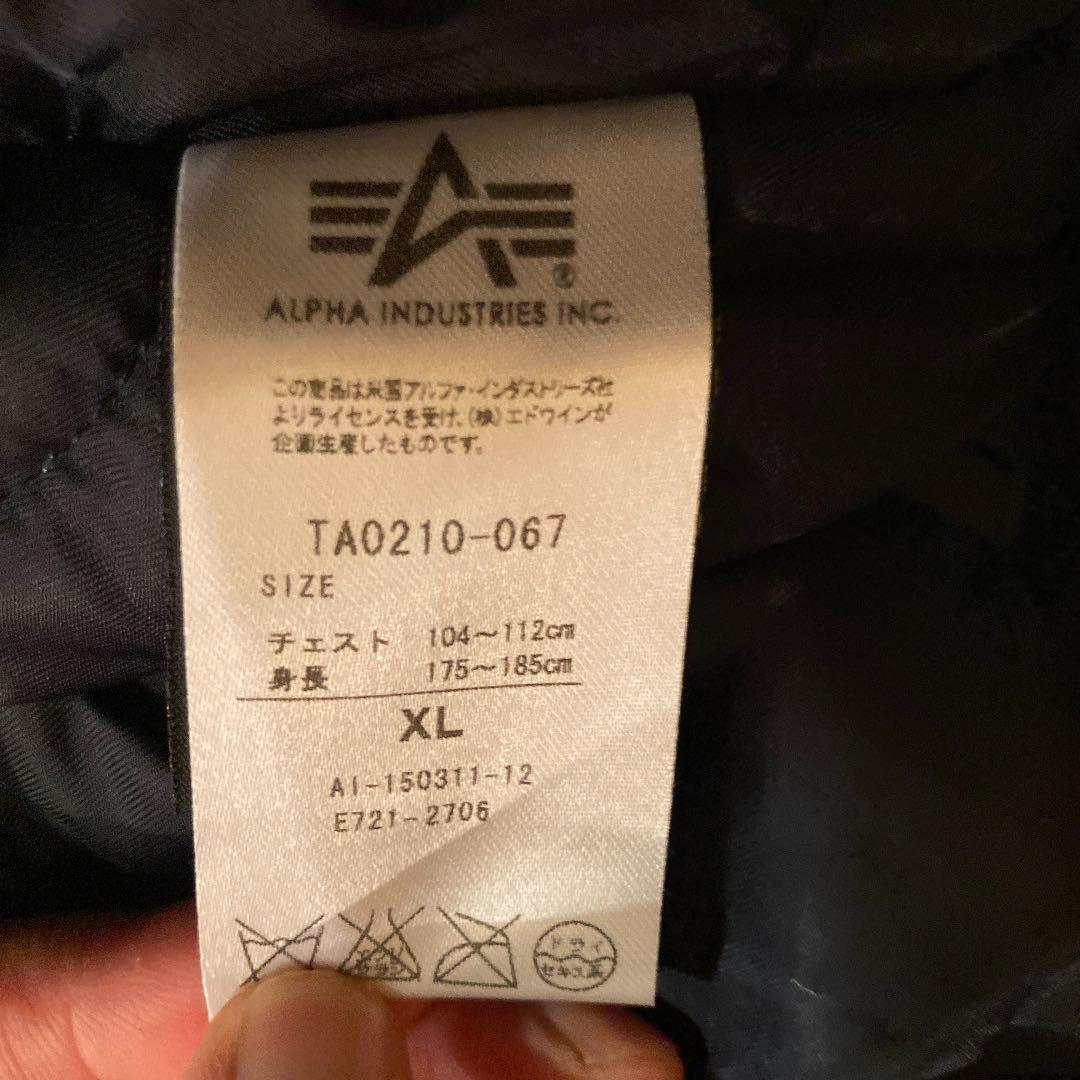 ALPHA INDUSTRIES INC.
この商品は米国アルファ・インダストリーズ社
よりライセンスを受け、(株)エドウインが
企画生産したものです。
TA0210-067
SIZE
チェスト 104～112cm
身長 175～185cm
XL
AI-150311-12
E721-2706
ドライ
セキユ系